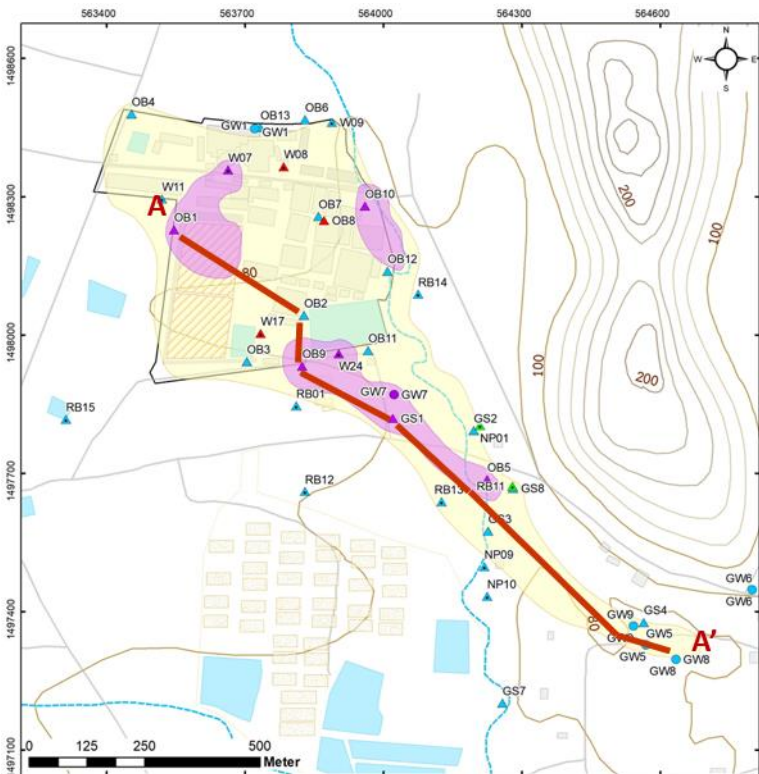 563400 563700 564000 564300 564600
1498600
N
W E
S
OB4
OB13
OB6
GW1
GW1
W09
W07
W08
200
W11
A
OB10
1498300
OB1
OB7
OB8
100
80
OB12
RB14
OB2
W17
1498000
OB3
OB9
OB11
W24
100
200
GW7
GW7
RB15
RB01
GS1
GS2
NP01
1497700
OB5
RB12
RB11
GS8
RB13
GS3
NP09
GW6
GW6
NP10
1497400
80
GW9
GS4
GW5
A'
GW5
GW8
GW8
GS7
1497100
0 125 250 500
Meter